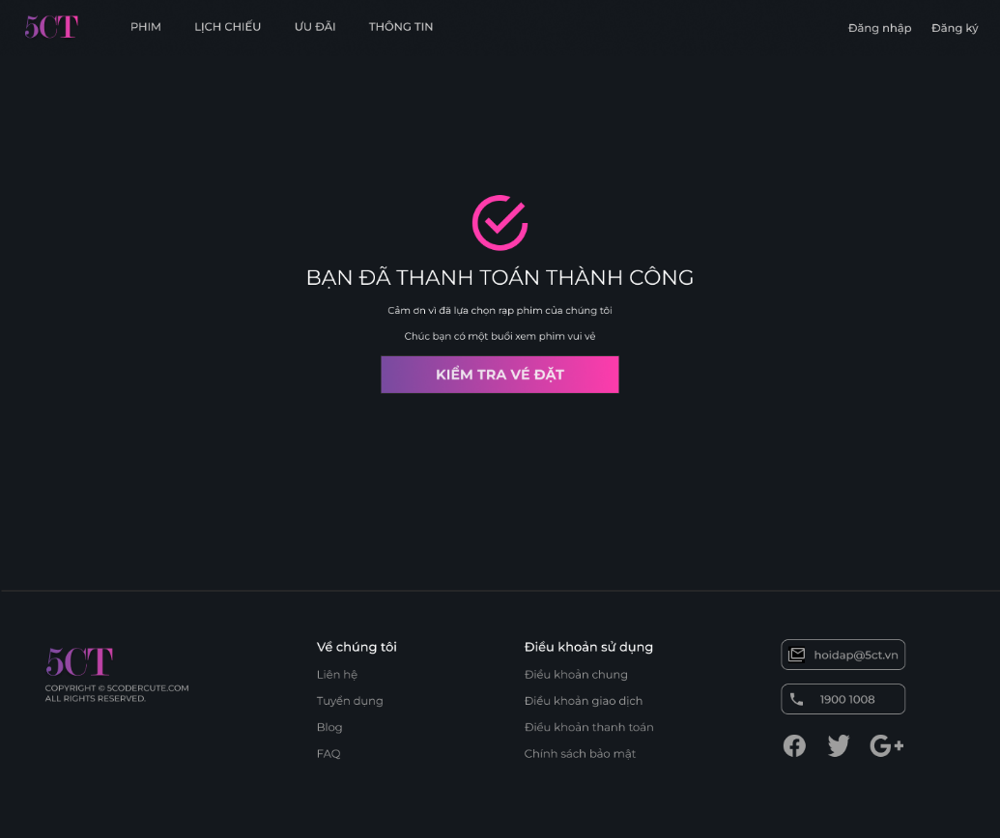 5CT
PHIM
LỊCH CHIẾU
ƯU ĐÃI
THÔNG TIN
Đăng nhập
Đăng ký
BẠN ĐÃ THANH TOÁN THÀNH CÔNG
Cảm ơn vì đã lựa chọn rạp phim của chúng tôi
Chúc bạn có một buổi xem phim vui vẻ
KIỂM TRA VÉ ĐẶT
5CT
COPYRIGHT © 5CODERCUTE.COM
ALL RIGHTS RESERVED.
Về chúng tôi
Liên hệ
Tuyển dụng
Blog
FAQ
Điều khoản sử dụng
Điều khoản chung
Điều khoản giao dịch
Điều khoản thanh toán
Chính sách bảo mật
hoidap@5ct.vn
1900 1008